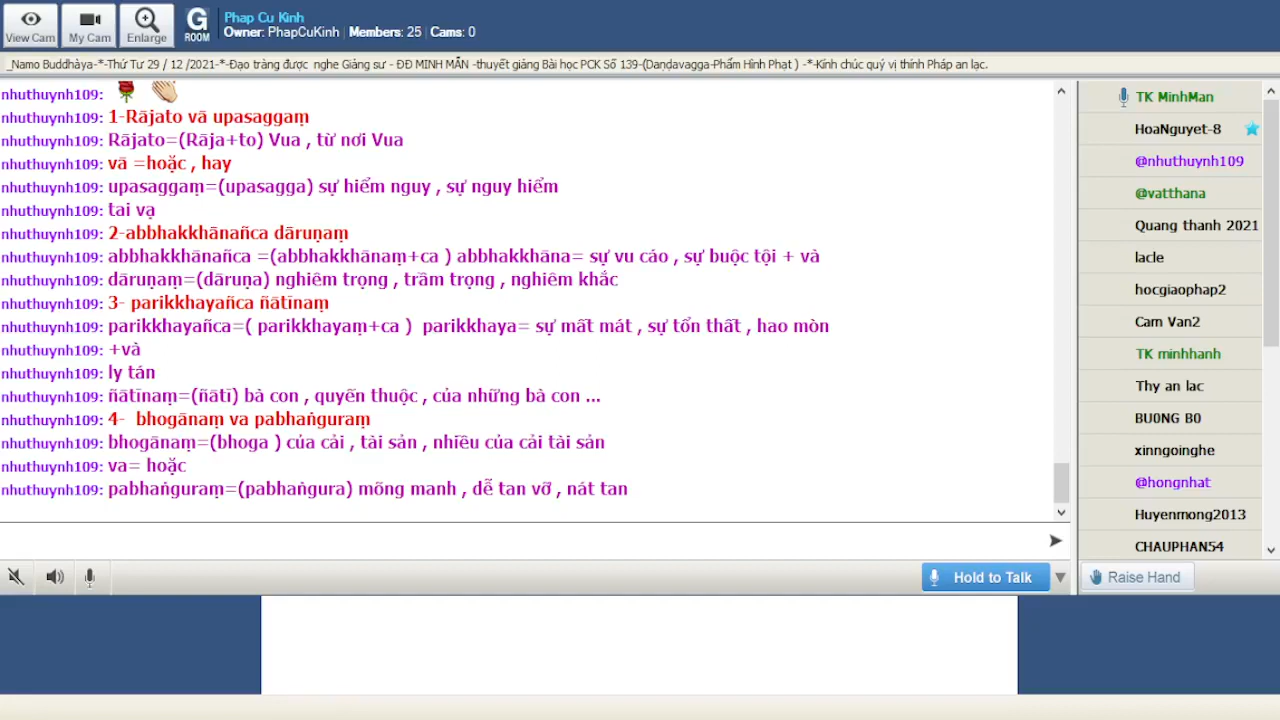 View Cam
My Cam
Enlarge
G
ROOM
Phap Cu Kinh
Owner: PhapCuKinh | Members: 25 | Cams: 0
_Namo Buddhàya-*-Thứ Tư 29 / 12 /2021-*-Đạo tràng được nghe Giảng sư - ĐĐ MINH MẪN -thuyết giảng Bài học PCK Số 139-(Daṇḍavagga-Phẩm Hình Phạt ) -*-Kính chúc quý vị thính Pháp an lạc.
nhuthuynh109:
nhuthuynh109: 1-Rājato vā upasaggaṃ
nhuthuynh109: Rājato=(Rāja+to) Vua , từ nơi Vua
nhuthuynh109: vā =hoặc , hay
nhuthuynh109: upasaggaṃ=(upasagga) sự hiểm nguy , sự nguy hiểm
nhuthuynh109: tai vạ
nhuthuynh109: 2-abbhakkhānañca dāruṇaṃ
nhuthuynh109: abbhakkhānañca =(abbhakkhānaṃ+ca ) abbhakkhāna= sự vu cáo , sự buộc tội + và
nhuthuynh109: dāruṇaṃ=(dāruṇa) nghiêm trọng , trầm trọng , nghiêm khắc
nhuthuynh109: 3- parikkhayañca ñātīnaṃ
nhuthuynh109: parikkhayañca=( parikkhayaṃ+ca ) parikkhaya= sự mất mát , sự tổn thất , hao mòn
nhuthuynh109: +và
nhuthuynh109: ly tán
nhuthuynh109: ñātīnaṃ=(ñātī) bà con , quyến thuộc , của những bà con ...
nhuthuynh109: 4- bhogānaṃ va pabhaṅguraṃ
nhuthuynh109: bhogānaṃ=(bhoga ) của cải , tài sản , nhiều của cải tài sản
nhuthuynh109: va= hoặc
nhuthuynh109: pabhaṅguraṃ=(pabhaṅgura) mõng manh , dễ tan vỡ , nát tan
TK MinhMan
HoaNguyet-8
@nhuthuynh109
@vatthana
Quang thanh 2021
lacle
hocgiaophap2
Cam Van2
TK minhhanh
Thy an lac
BU0NG B0
xinngoinghe
@hongnhat
Huyenmong2013
CHAUPHAN54
Hold to Talk
Raise Hand